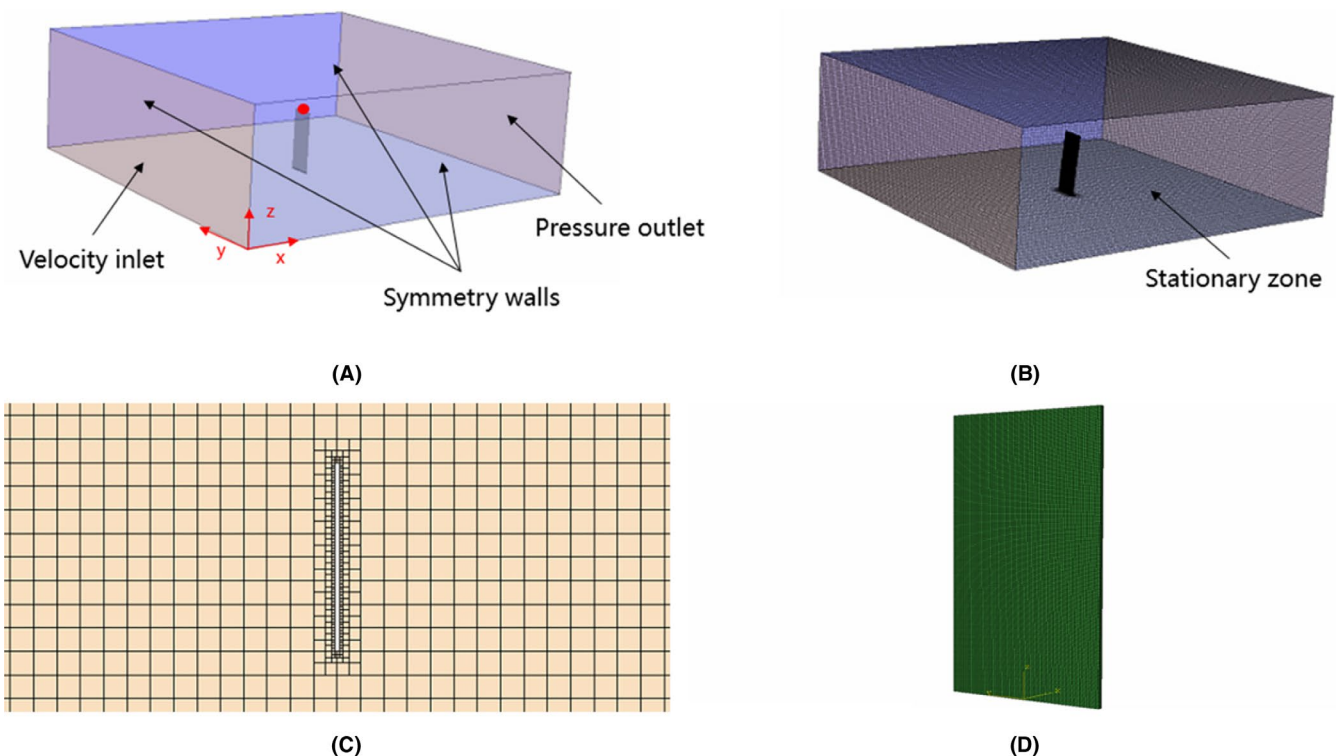 z
y
x
Velocity inlet
Pressure outlet
Symmetry walls
Stationary zone
(A)
(B)
(C)
(D)